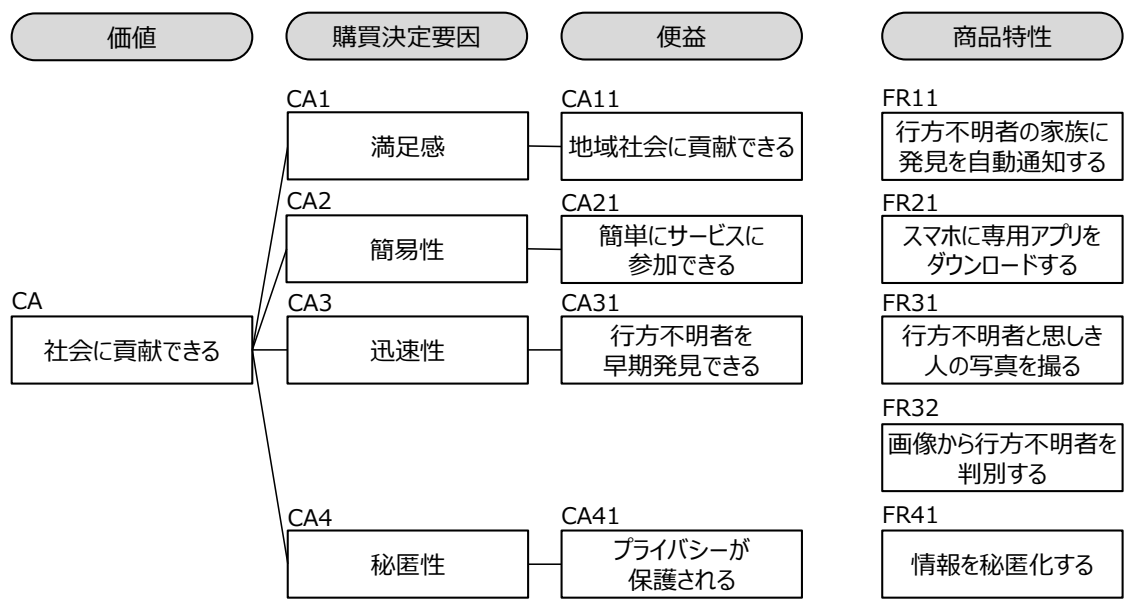 価値
購買決定要因
便益
商品特性
CA1
CA11
FR11
満足感
地域社会に貢献できる
行方不明者の家族に
発見を自動通知する
CA2
CA21
FR21
簡易性
簡単にサービスに
参加できる
スマホに専用アプリを
ダウンロードする
CA
CA3
CA31
FR31
社会に貢献できる
迅速性
行方不明者を
早期発見できる
行方不明者と思しき
人の写真を撮る
FR32
画像から行方不明者を
判別する
CA4
CA41
FR41
秘匿性
プライバシーが
保護される
情報を秘匿化する